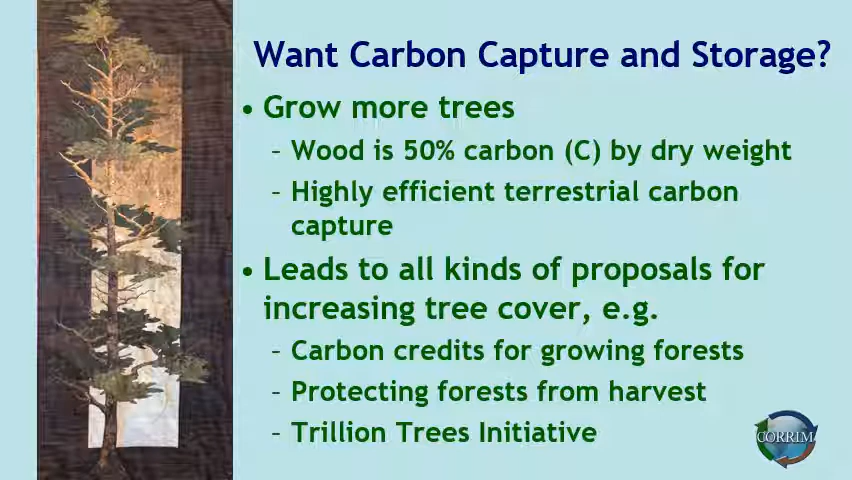 Want Carbon Capture and Storage?
• Grow more trees
– Wood is 50% carbon (C) by dry weight
– Highly efficient terrestrial carbon
capture
• Leads to all kinds of proposals for
increasing tree cover, e.g.
– Carbon credits for growing forests
– Protecting forests from harvest
– Trillion Trees Initiative
CORRIM